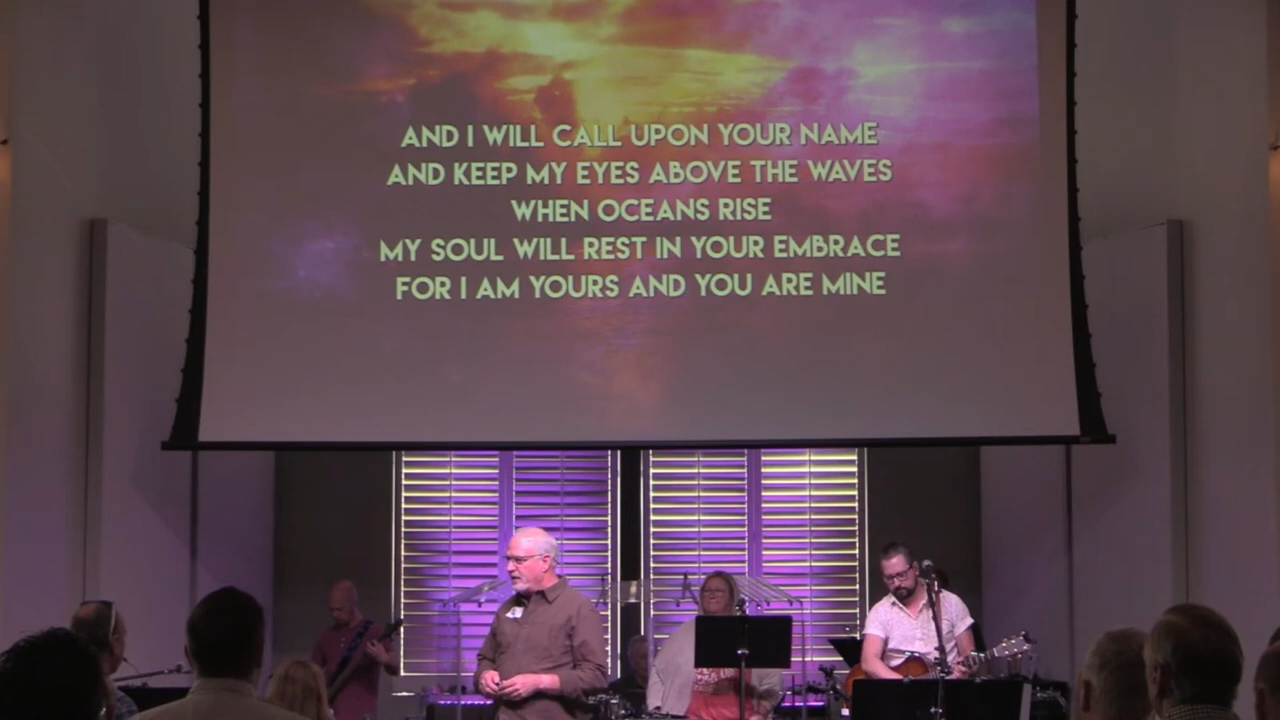 AND I WILL CALL UPON YOUR NAME
AND KEEP MY EYES ABOVE THE WAVES
WHEN OCEANS RISE
MY SOUL WILL REST IN YOUR EMBRACE
FOR I AM YOURS AND YOU ARE MINE